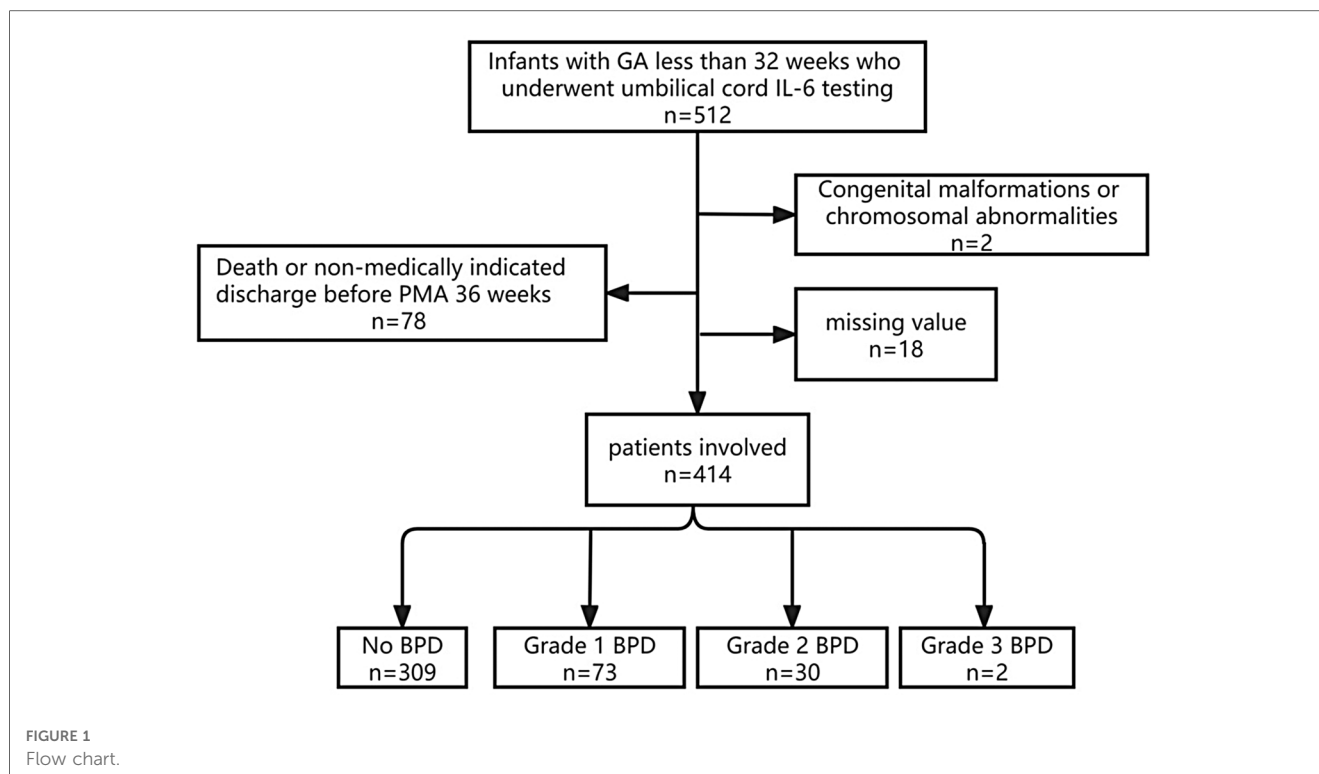 Infants with GA less than 32 weeks who
underwent umbilical cord IL-6 testing
n=512
Congenital malformations or
chromosomal abnormalities
n=2
Death or non-medically indicated
discharge before PMA 36 weeks
n=78
missing value
n=18
patients involved
n=414
No BPD
n=309
Grade 1 BPD
n=73
Grade 2 BPD
n=30
Grade 3 BPD
n=2
FIGURE 1
Flow chart.